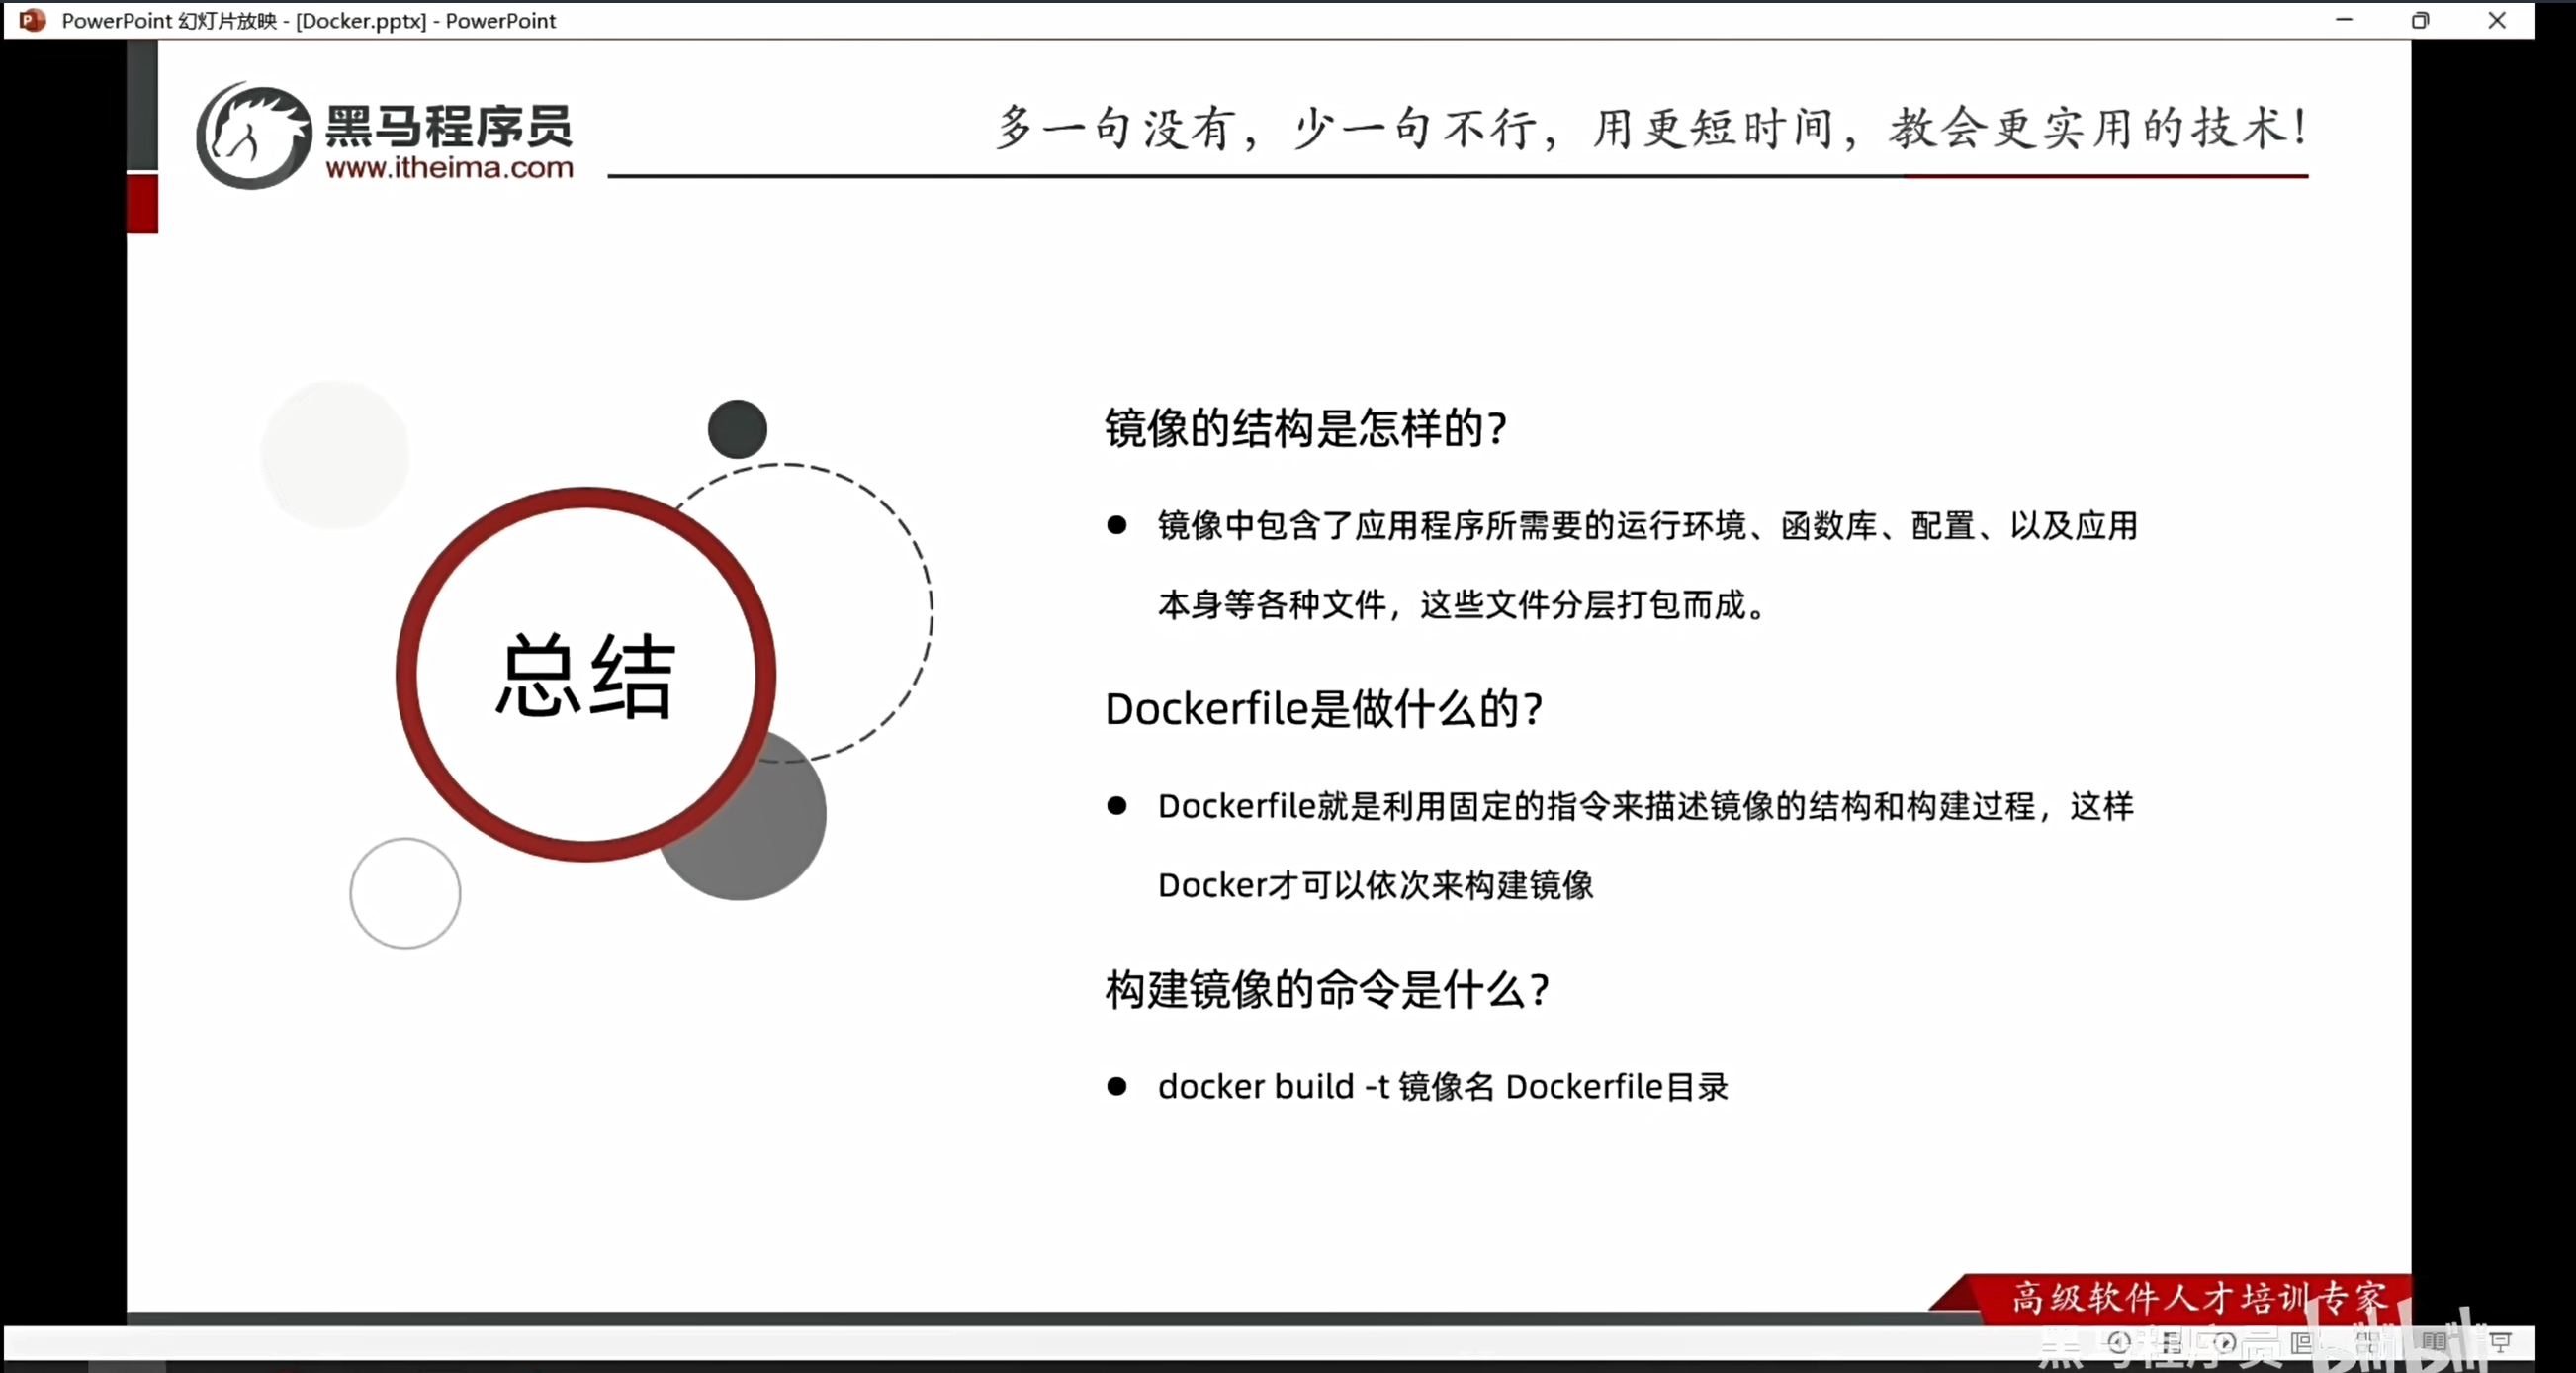 PowerPoint 幻灯片放映 - [Docker.pptx] - PowerPoint
黑马程序员
www.itheima.com
多一句没有，少一句不行，用更短时间，教会更实用的技术！
总结
镜像的结构是怎样的？
镜像中包含了应用程序所需要的运行环境、函数库、配置、以及应用
本身等各种文件，这些文件分层打包而成。
Dockerfile是做什么的？
Dockerfile就是利用固定的指令来描述镜像的结构和构建过程，这样
Docker才可以依次来构建镜像
构建镜像的命令是什么？
docker build -t 镜像名 Dockerfile目录
高级软件人才培训专家
黑马程序员 bilibili